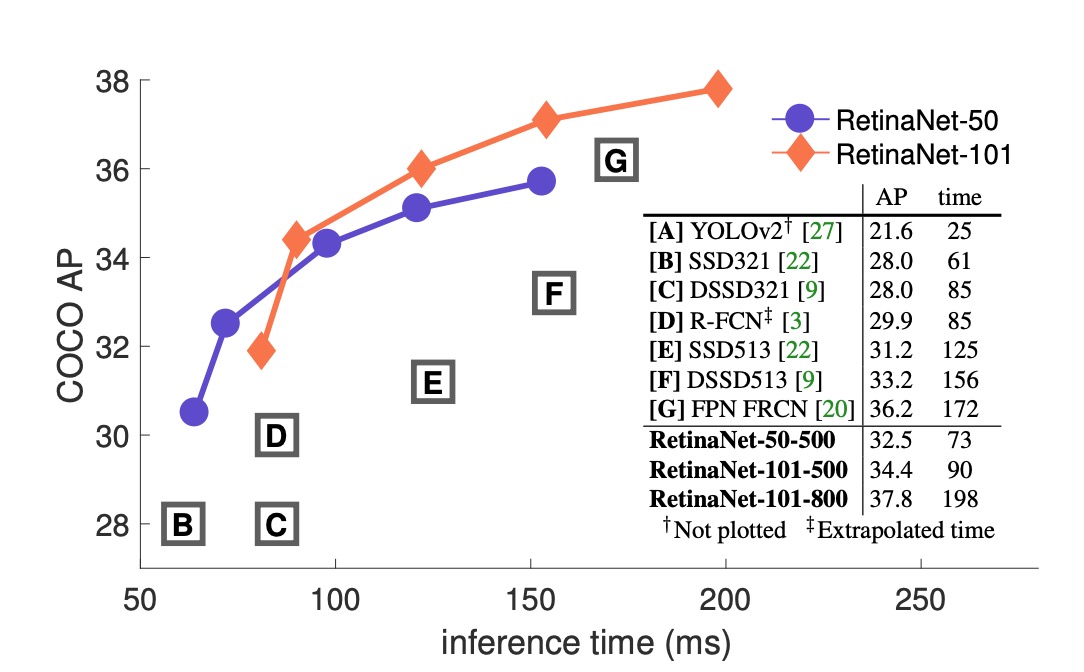 38
36
34
32
30
28
COCO AP
50 100 150 200 250
inference time (ms)
B
C
D
E
F
G
RetinaNet-50
RetinaNet-101
AP time
[A] YOLOv2† [27] 21.6 25
[B] SSD321 [22] 28.0 61
[C] DSSD321 [9] 28.0 85
[D] R-FCN‡ [3] 29.9 85
[E] SSD513 [22] 31.2 125
[F] DSSD513 [9] 33.2 156
[G] FPN FRCN [20] 36.2 172
RetinaNet-50-500 32.5 73
RetinaNet-101-500 34.4 90
RetinaNet-101-800 37.8 198
†Not plotted ‡Extrapolated time